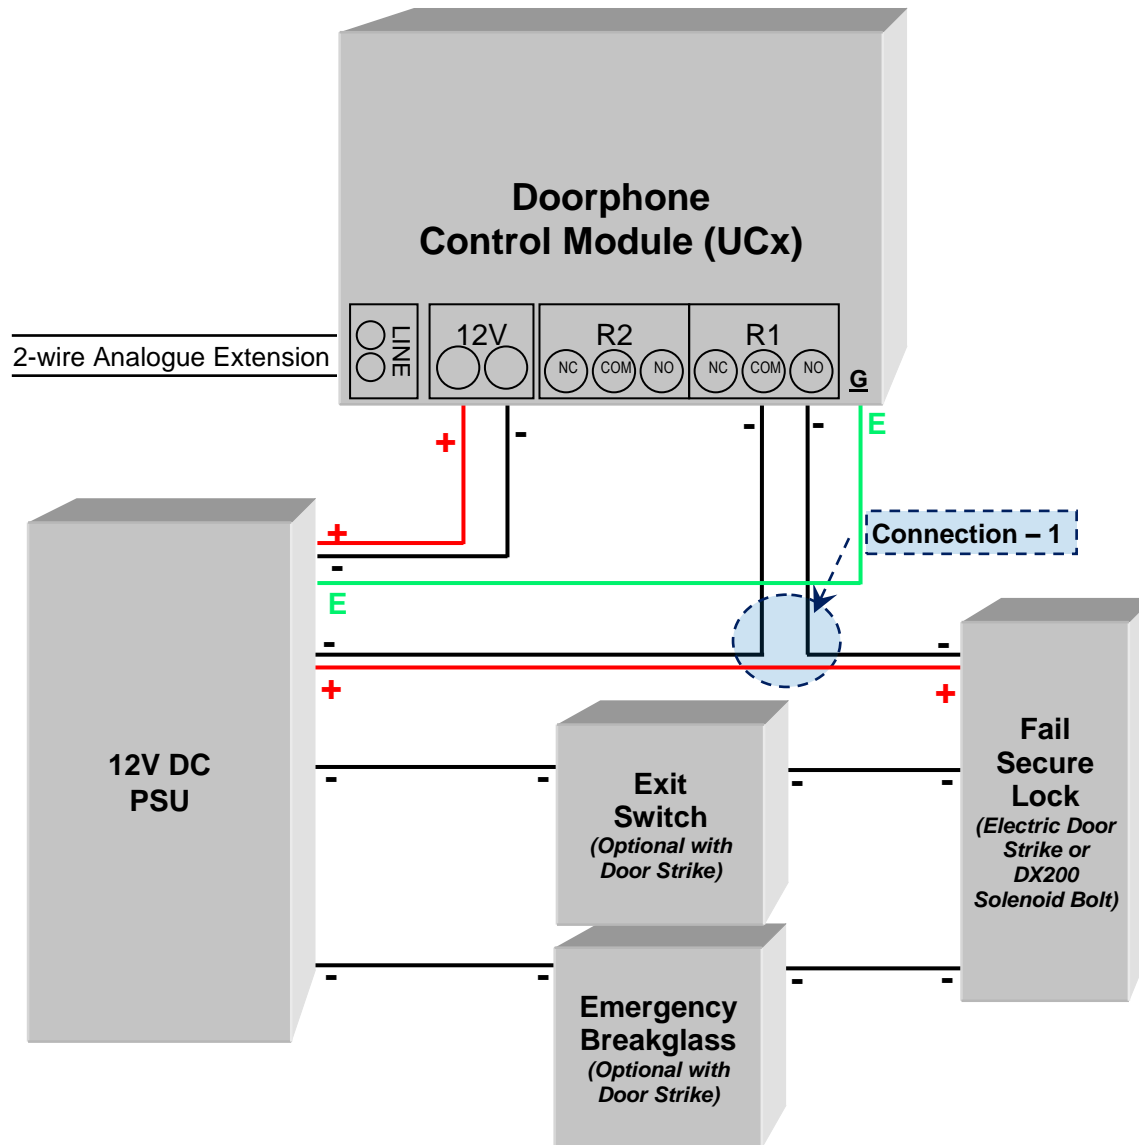 Doorphone
Control Module (UCx)
LINE
12V
R2
R1
NC
COM
NO
NC
COM
NO
G
2-wire Analogue Extension
+
-
-
-
E
Connection – 1
+
-
E
-
+
-
+
12V DC
PSU
Exit
Switch
(Optional with
Door Strike)
Fail
Secure
Lock
(Electric Door
Strike or
DX200
Solenoid Bolt)
-
-
-
-
Emergency
Breakglass
(Optional with
Door Strike)
-
-
-
-